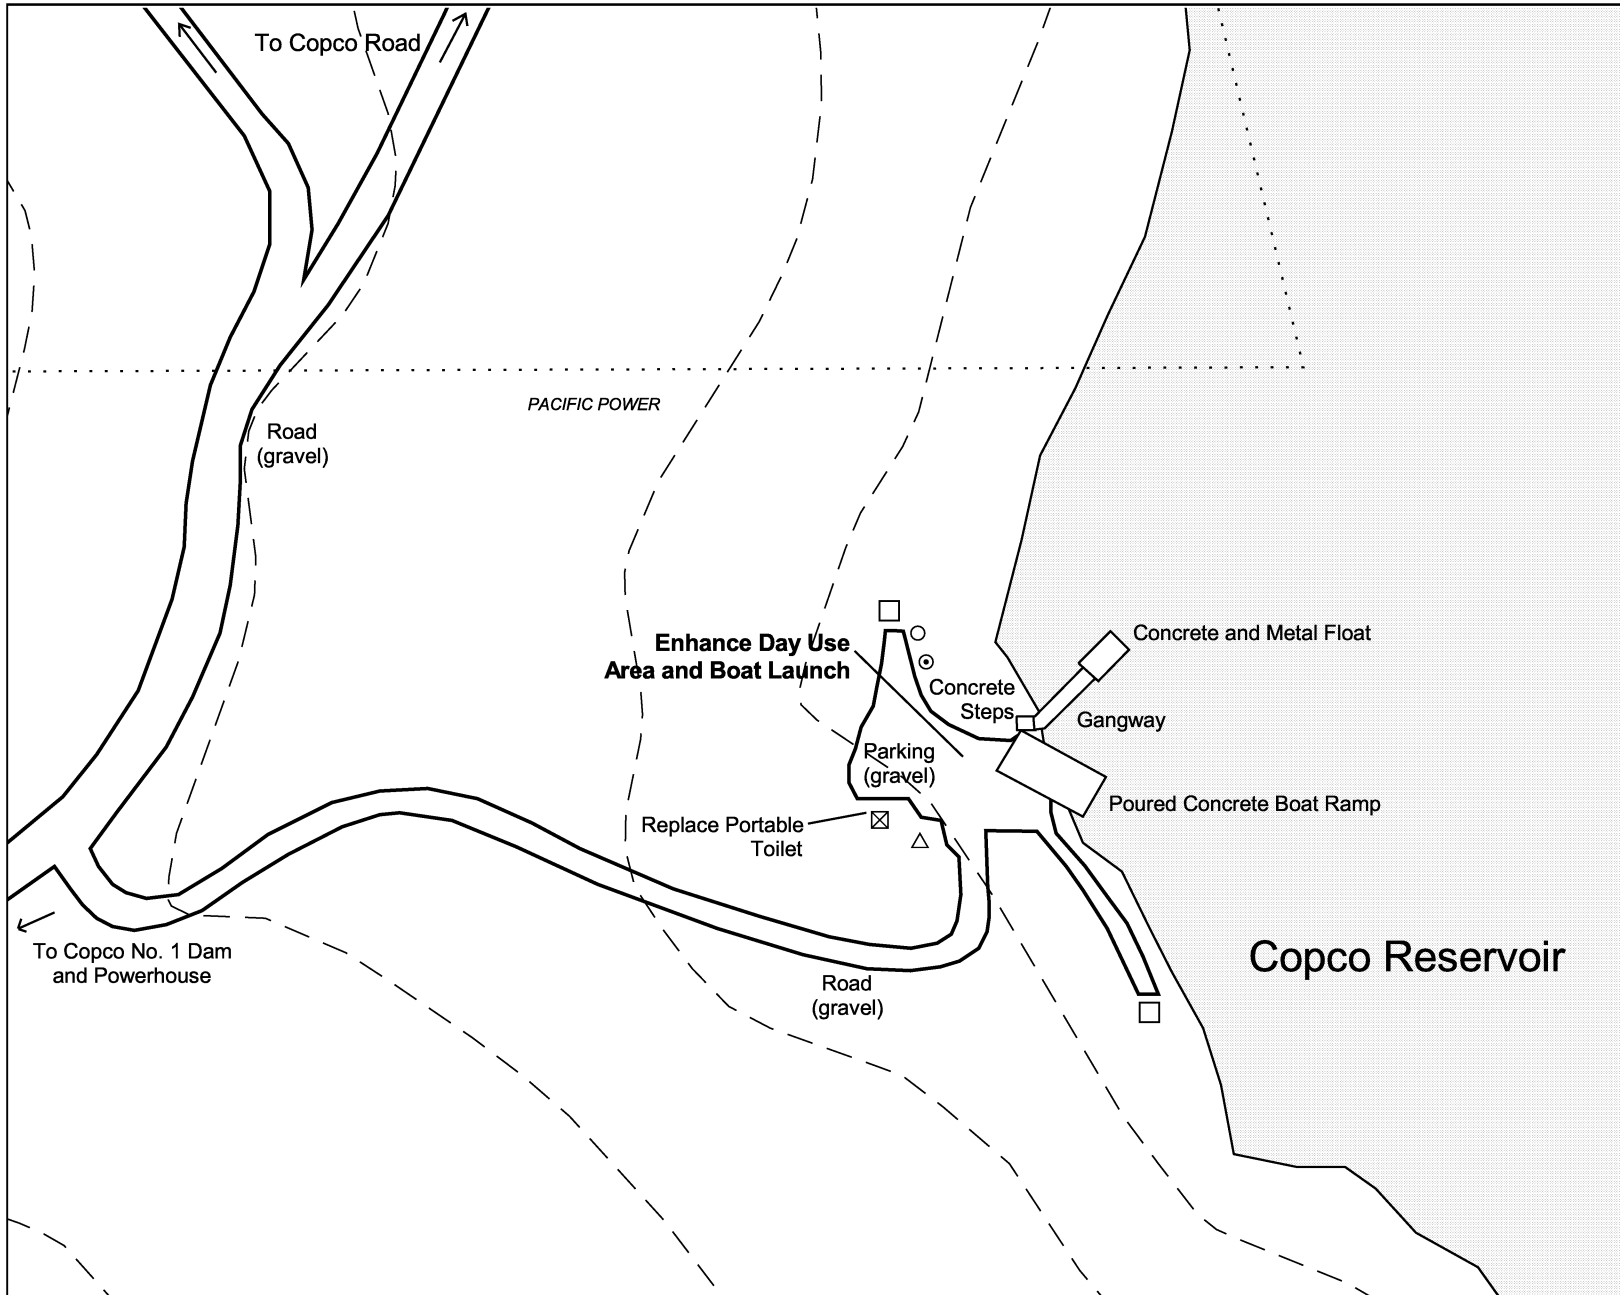 To Copco Road
PACIFIC POWER
Road
(gravel)
Enhance Day Use
Area and Boat Launch
Concrete and Metal Float
Concrete
Steps
Gangway
Parking
(gravel)
Poured Concrete Boat Ramp
Replace Portable
Toilet
To Copco No. 1 Dam
and Powerhouse
Copco Reservoir
Road
(gravel)